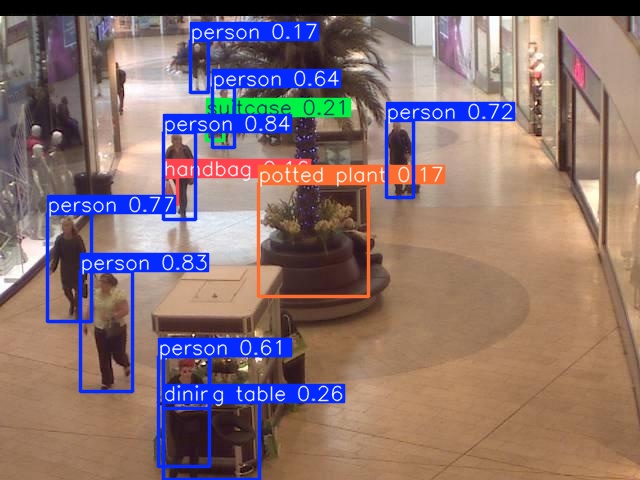 person 0.17
person 0.64
suitcase 0.21
person 0.72
person 0.84
handbag
potted plant 0.17
person 0.77
person 0.83
person 0.61
dining table 0.26